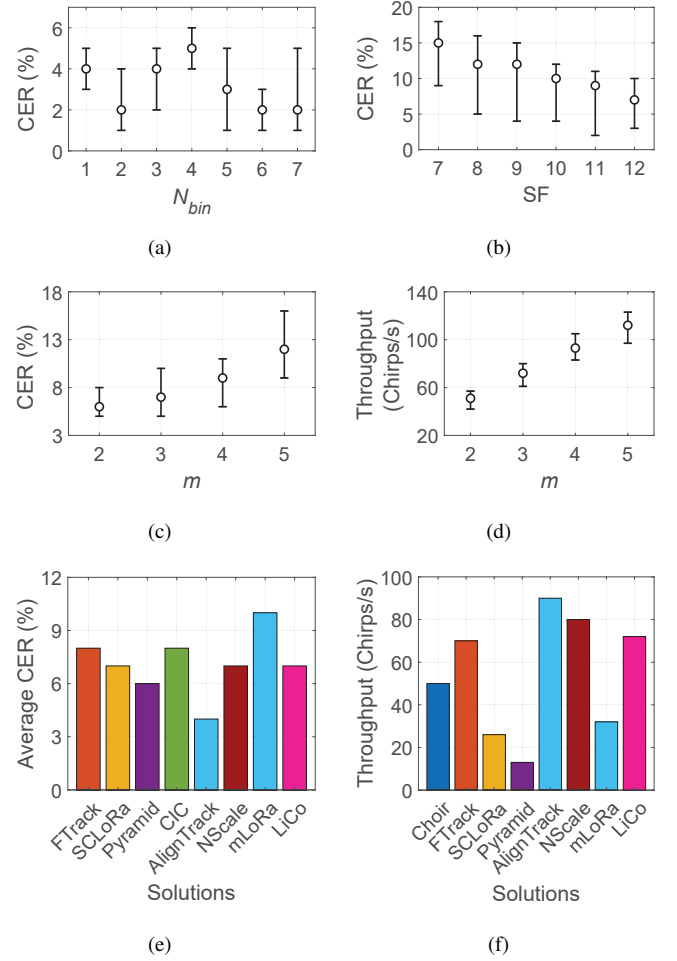 CER (%)
6
4
2
0
1 2 3 4 5 6 7
N_bin
(a)
CER (%)
20
15
10
5
0
7 8 9 10 11 12
SF
(b)
CER (%)
18
13
8
3
2 3 4 5
m
(c)
Throughput
(Chirps/s)
140
100
60
20
2 3 4 5
m
(d)
Average CER (%)
12
9
6
3
0
FTrack
SCLoRa
Pyramid
CIC
AlignTrack
NScale
mLoRa
LiCo
Solutions
(e)
Throughput (Chirps/s)
100
80
60
40
20
0
Choir
FTrack
SCLoRa
Pyramid
AlignTrack
NScale
mLoRa
LiCo
Solutions
(f)